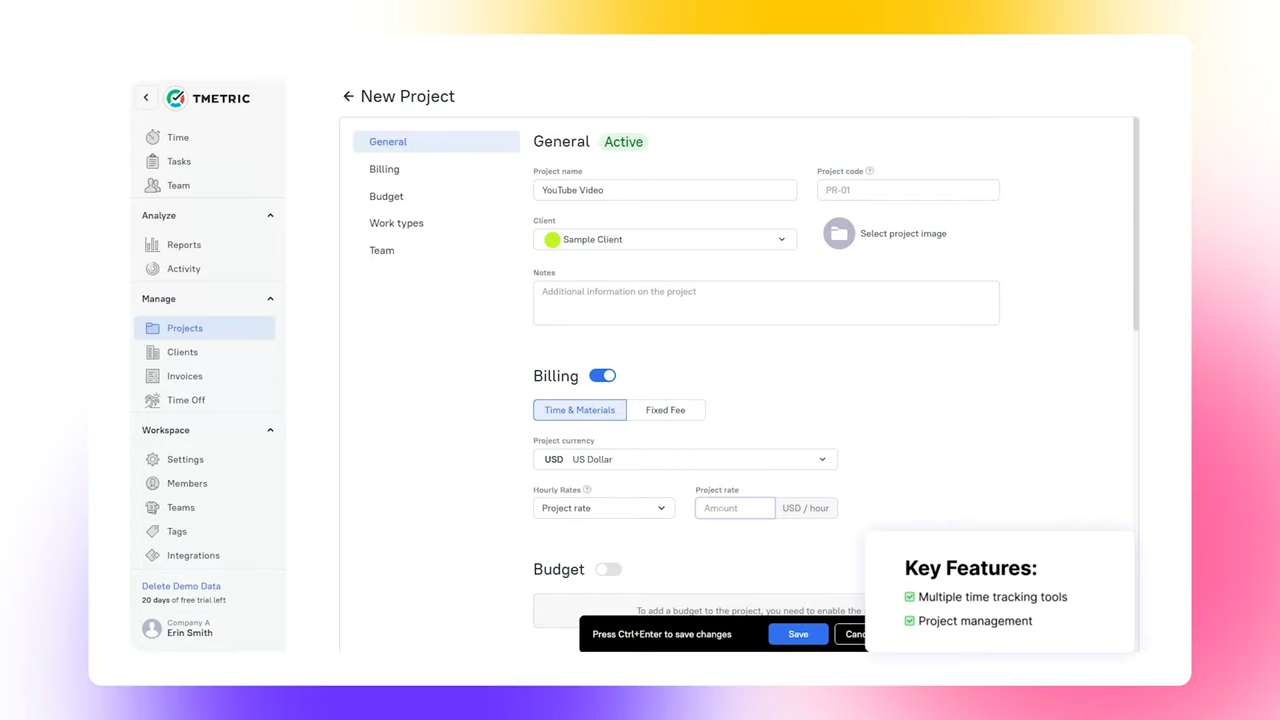 TMETRIC
Time
Tasks
Team
Analyze
Reports
Activity
Manage
Projects
Clients
Invoices
Time Off
Workspace
Settings
Members
Teams
Tags
Integrations
Delete Demo Data
20 days of free trial left
Company A
Erin Smith
New Project
General
Billing
Budget
Work types
Team
General Active
Project name
YouTube Video
Project code ?
PR-01
Client
Sample Client
Select project image
Notes
Additional information on the project
Billing
Time & Materials
Fixed Fee
Project currency
USD US Dollar
Hourly Rates ?
Project rate
Project rate
Amount
USD / hour
Budget
To add a budget to the project, you need to enable the
Press Ctrl+Enter to save changes
Save
Canc
Key Features:
Multiple time tracking tools
Project management